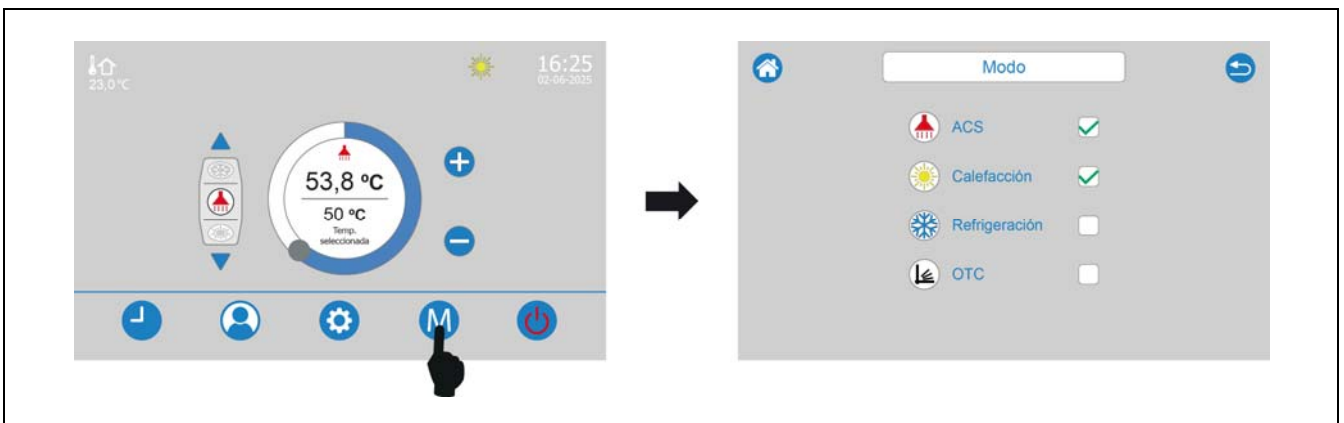 23,0 °C
16:25
02-06-2025
53,8 ºC
50 ºC
Temp.
seleccionada
M
Modo
ACS
Calefacción
Refrigeración
OTC